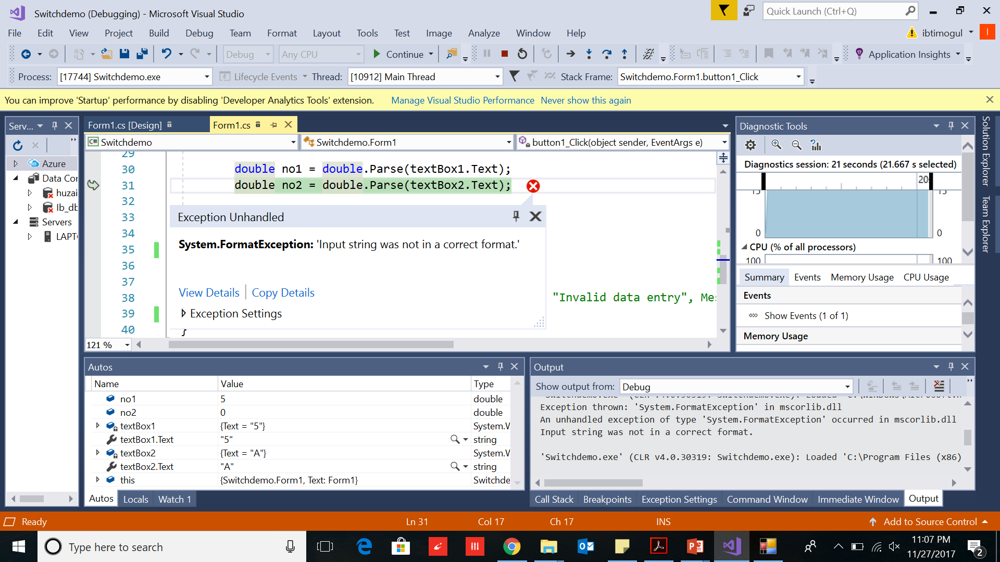 Switchdemo (Debugging) - Microsoft Visual Studio
Quick Launch (Ctrl+Q)
File Edit View Project Build Debug Team Format Layout Tools Test Image Analyze Window Help
ibtimogul
I
Debug Any CPU Continue Application Insights
Process: [17744] Switchdemo.exe Lifecycle Events Thread: [10912] Main Thread Stack Frame: Switchdemo.Form1.button1_Click
You can improve 'Startup' performance by disabling 'Developer Analytics Tools' extension. Manage Visual Studio Performance Never show this again
Serv...
Azure
Data Cor
huzai
Ib_db
Servers
LAPT
Form1.cs [Design] Form1.cs
Switchdemo Switchdemo.Form1 button1_Click(object sender, EventArgs e)
29
30 double no1 = double.Parse(textBox1.Text);
31 double no2 = double.Parse(textBox2.Text);
32
33
34
35
36
37
38 "Invalid data entry", Mes
39
40
Exception Unhandled
System.FormatException: 'Input string was not in a correct format.'
View Details Copy Details
Exception Settings
121 %
Diagnostic Tools
Diagnostics session: 21 seconds (21.667 s selected)
20
15 15
0 0
CPU (% of all processors)
100 100
Summary Events Memory Usage CPU Usage
Events
Show Events (1 of 1)
Memory Usage
Solution Explorer
Team Explorer
Autos
Name Value Type
no1 5 double
no2 0 double
textBox1 {Text = "5"} System.W
textBox1.Text "5" string
textBox2 {Text = "A"} System.W
textBox2.Text "A" string
this {Switchdemo.Form1, Text: Form1} Switchde
Autos Locals Watch 1
Output
Show output from: Debug
Exception thrown: 'System.FormatException' in mscorlib.dll
An unhandled exception of type 'System.FormatException' occurred in mscorlib.dll
Input string was not in a correct format.
'Switchdemo.exe' (CLR v4.0.30319: Switchdemo.exe): Loaded 'C:\Program Files (x86)
Call Stack Breakpoints Exception Settings Command Window Immediate Window Output
Ready Ln 31 Col 17 Ch 17 INS Add to Source Control
Type here to search
11:07 PM
11/27/2017
2